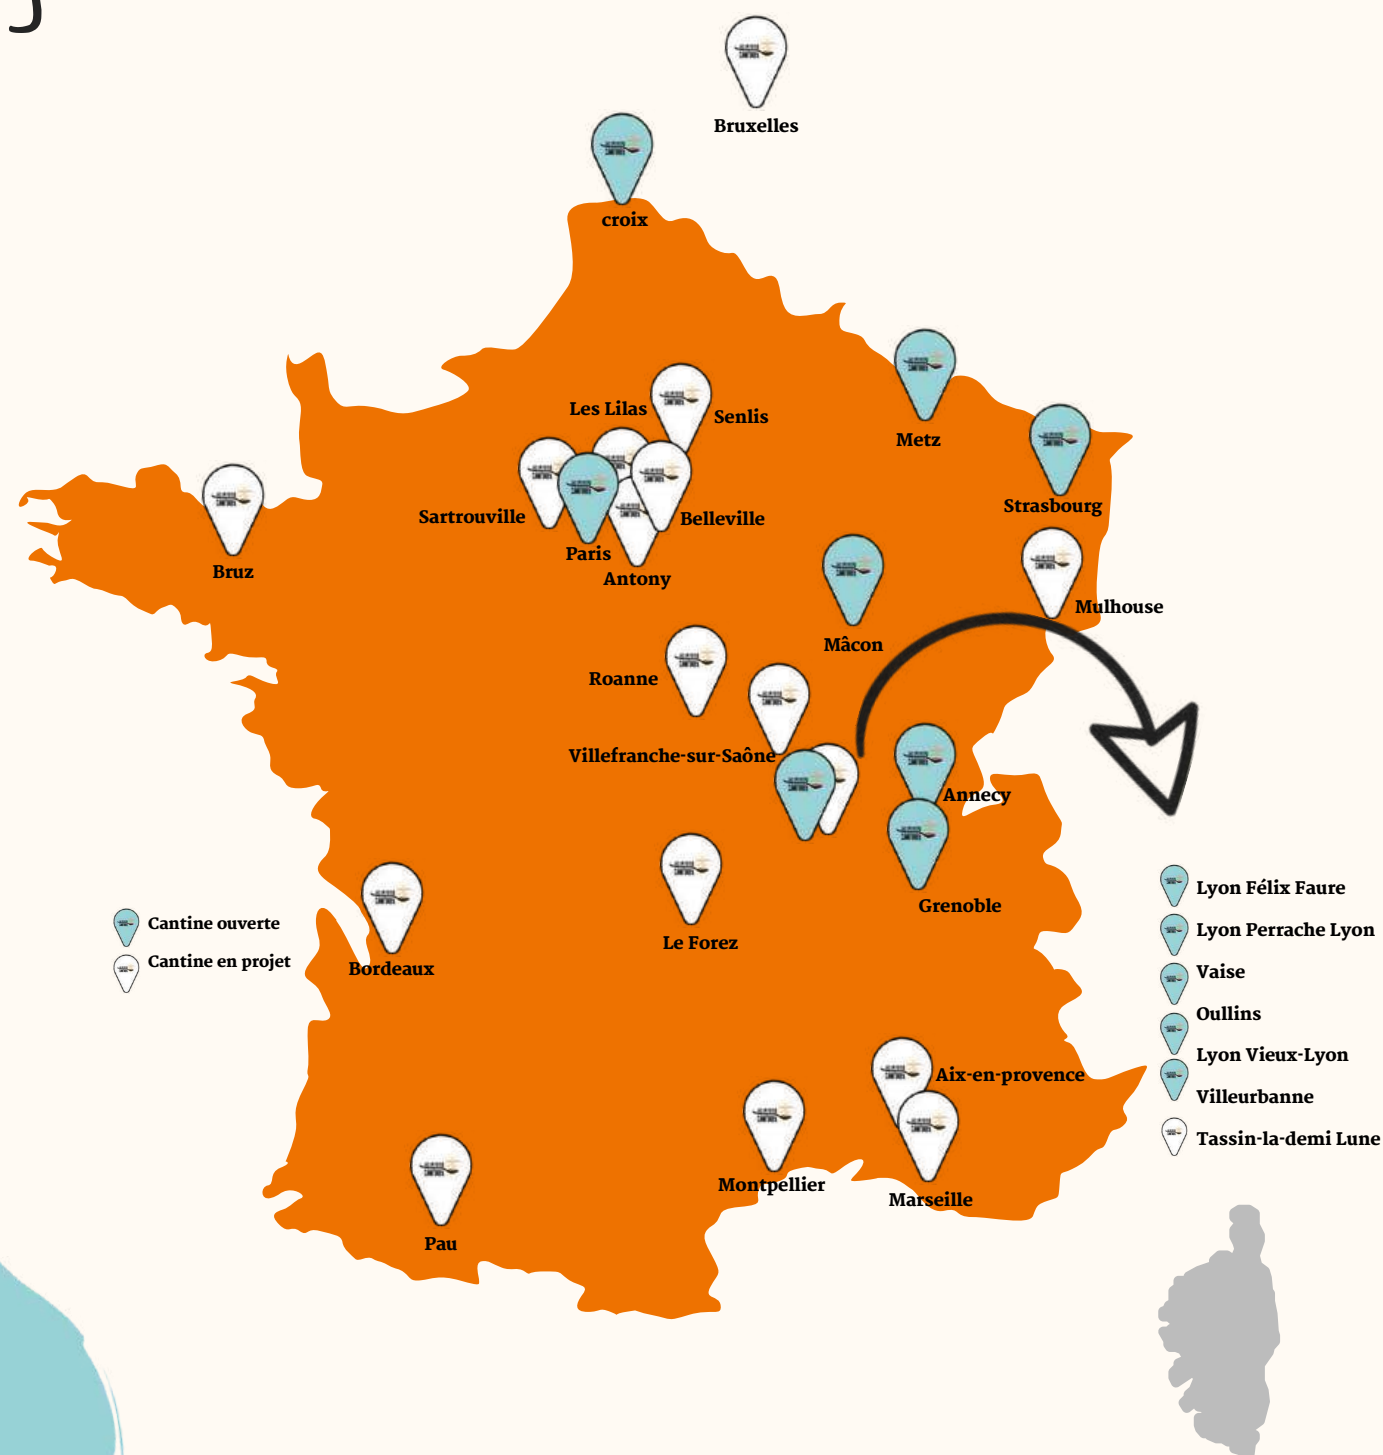 Bruxelles
croix
Les Lilas
Senlis
Metz
Strasbourg
Sartrouville
Belleville
Paris
Antony
Bruz
Mulhouse
Mâcon
Roanne
Villefranche-sur-Saône
Annecy
Grenoble
Le Forez
Bordeaux
Cantine ouverte
Cantine en projet
Lyon Félix Faure
Lyon Perrache Lyon
Vaise
Oullins
Lyon Vieux-Lyon
Villeurbanne
Tassin-la-demi Lune
Aix-en-provence
Montpellier
Marseille
Pau